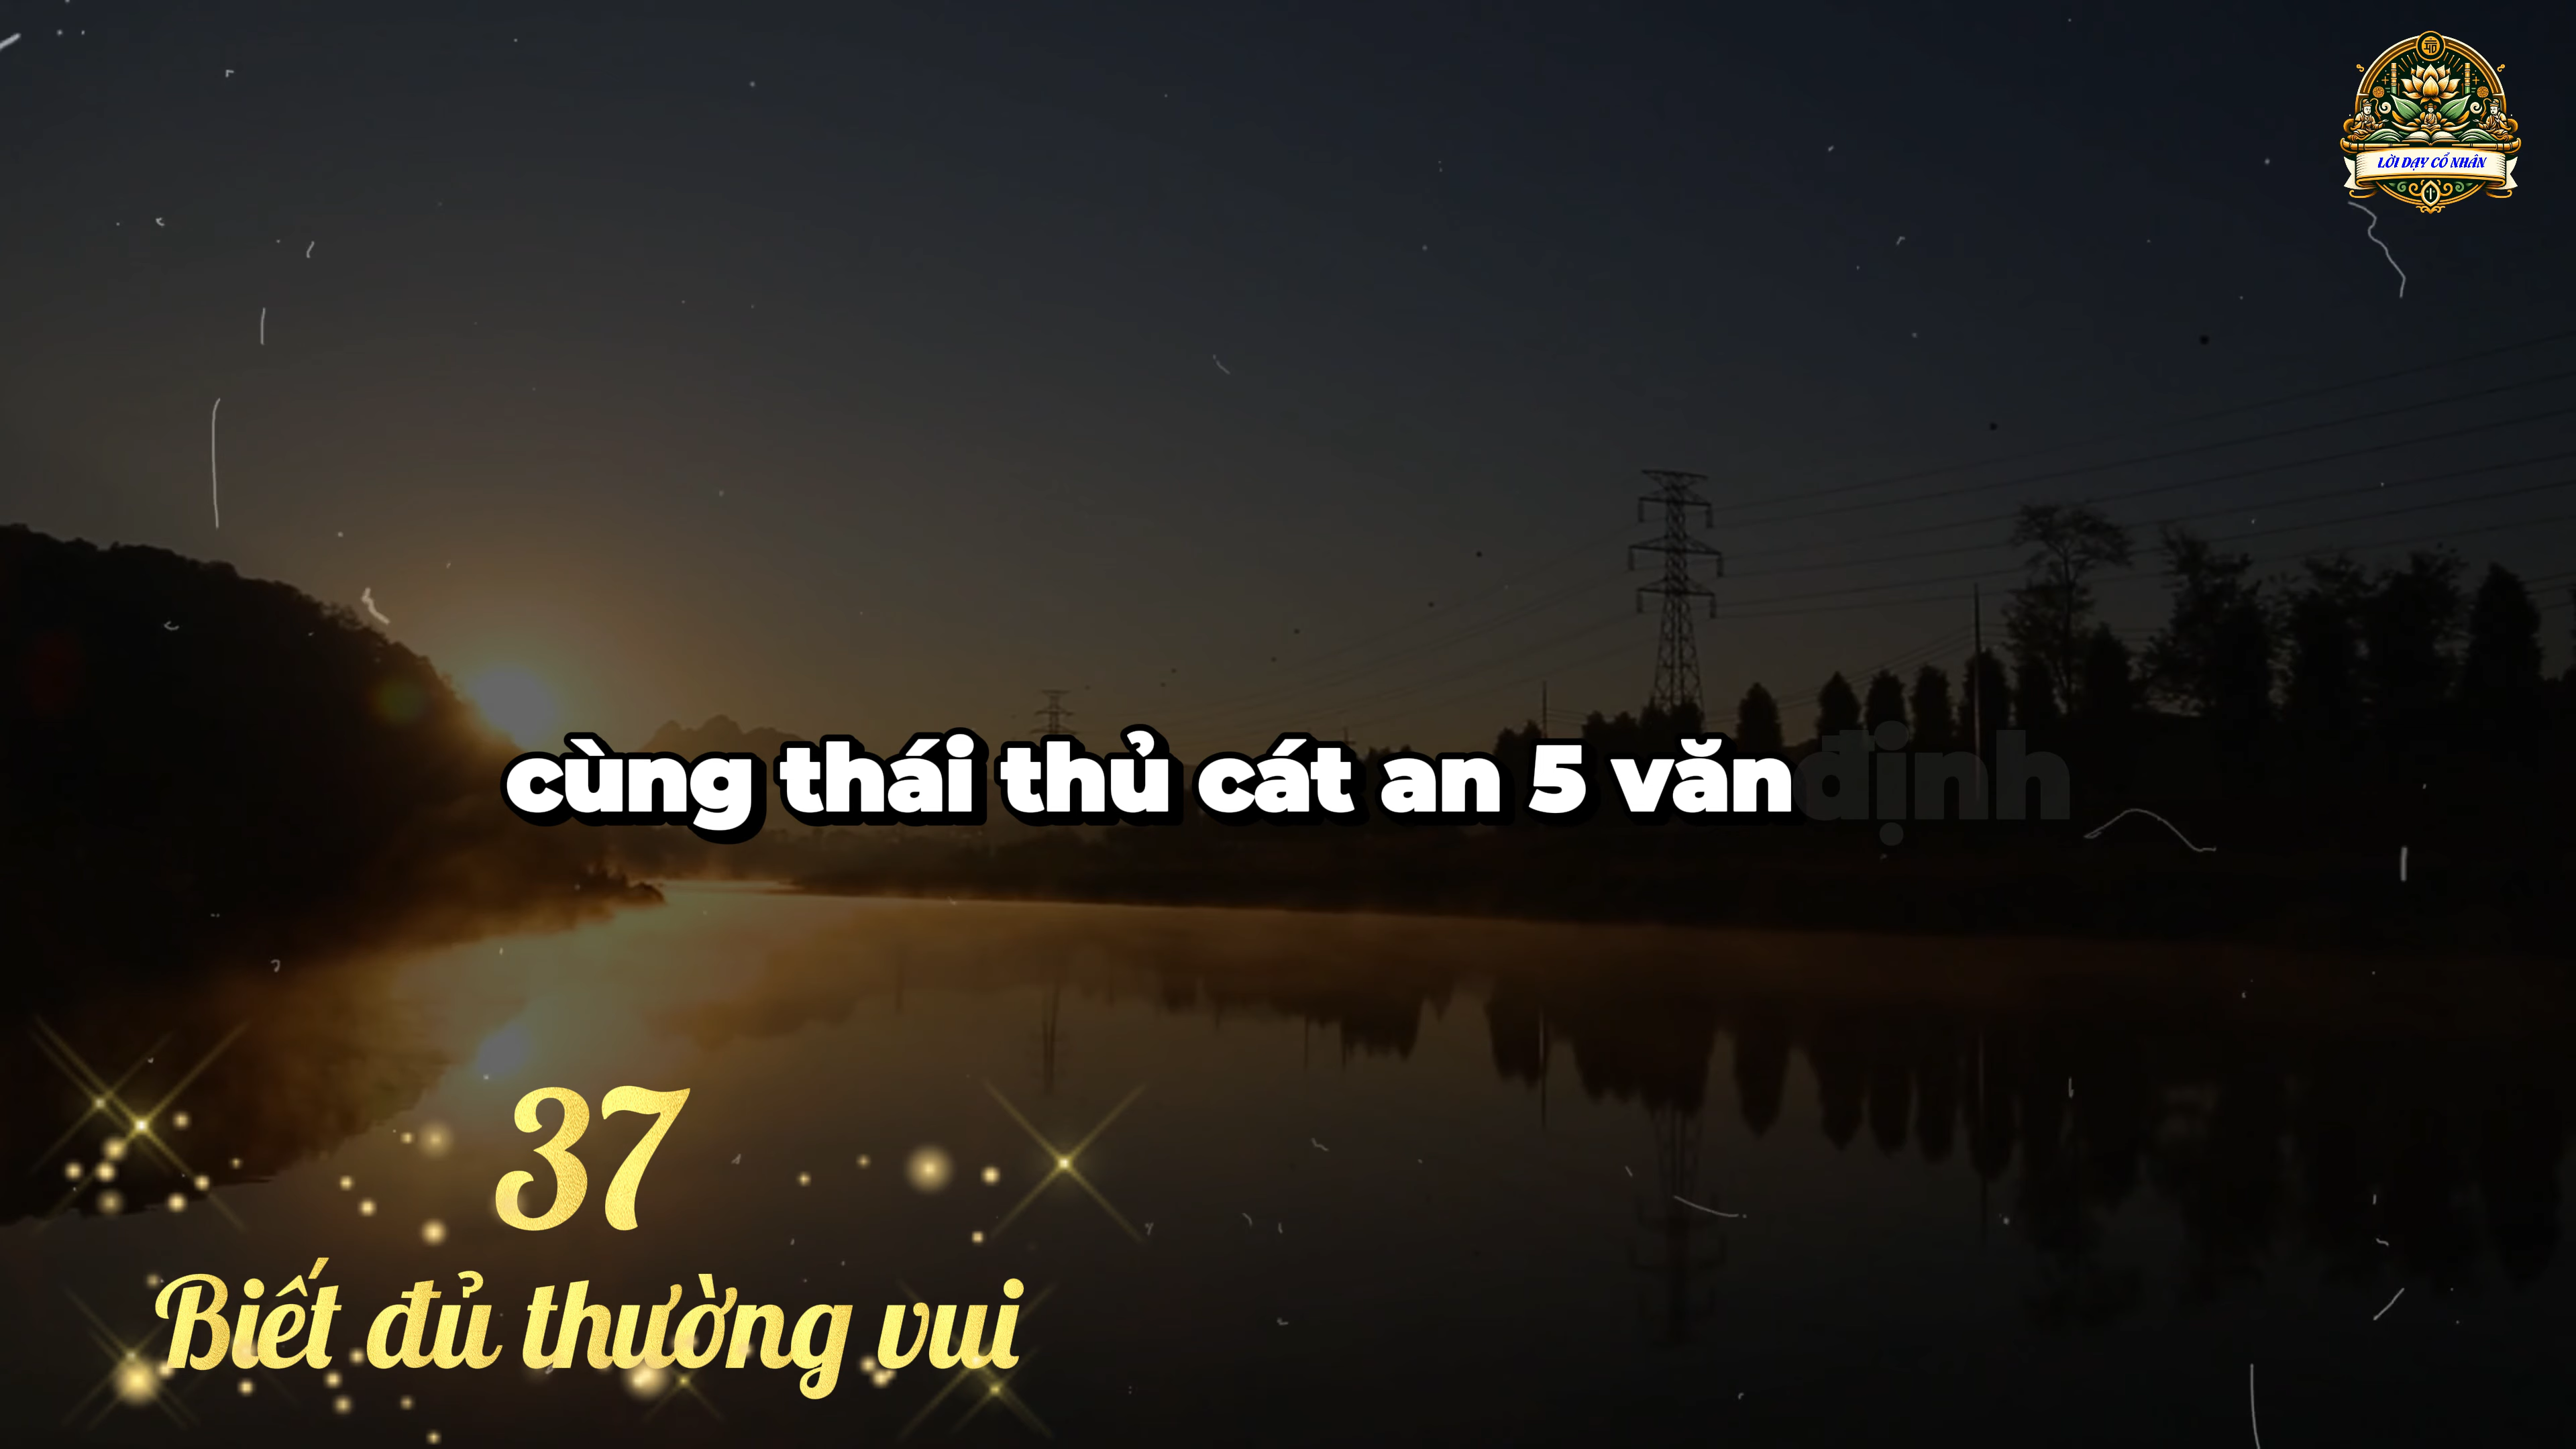 LỜI DẠY CỔ NHÂN
cùng thái thủ cát an 5 văn định
37
Biết đủ thường vui